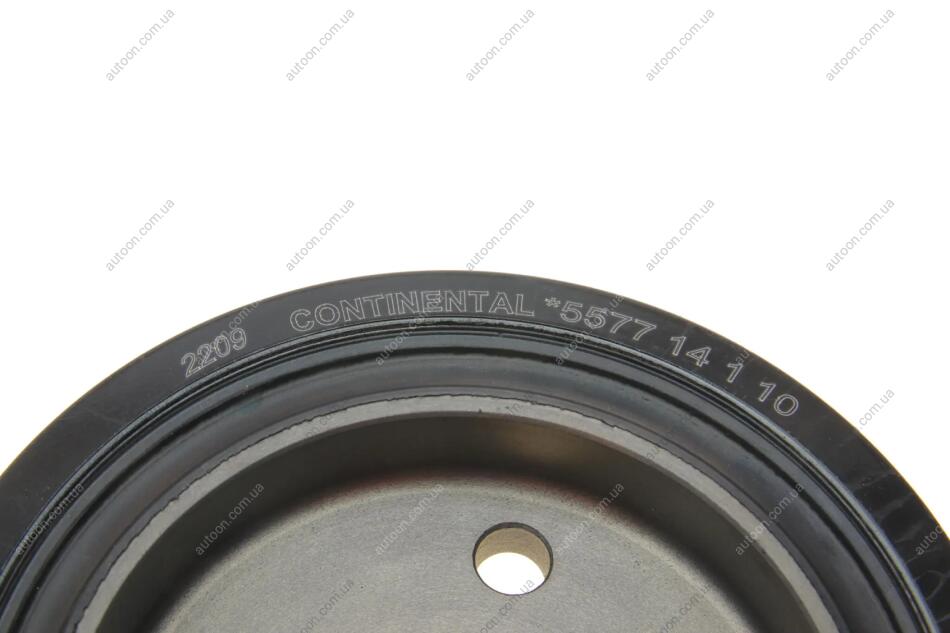 2209 CONTINENTAL *5577 14 1 10
autoon.com.ua